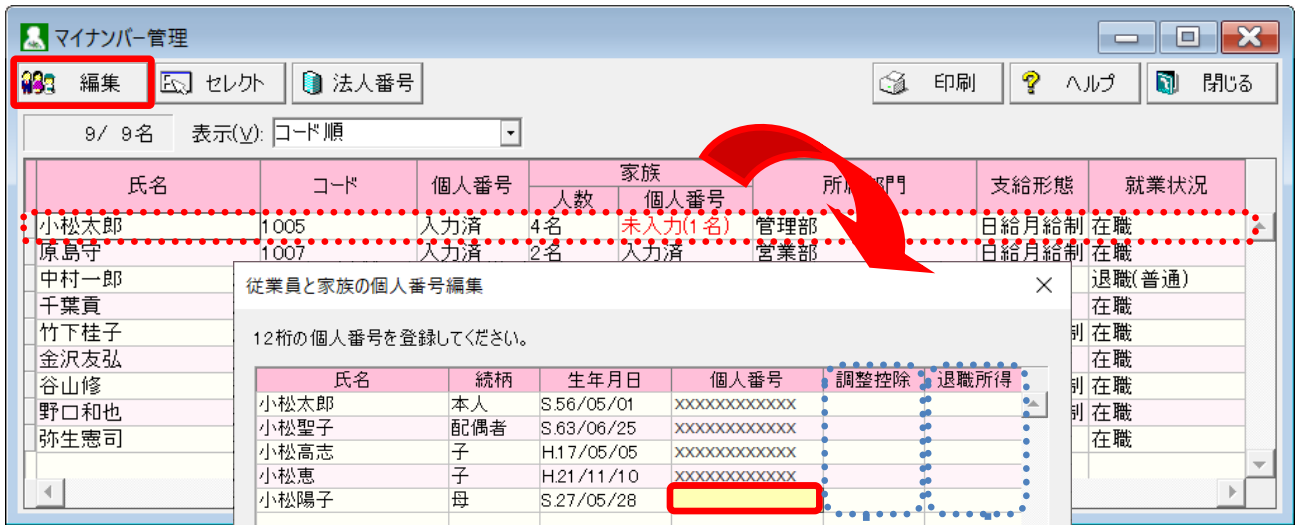 マイナンバー管理
編集 セレクト 法人番号 印刷 ヘルプ 閉じる
9/ 9名 表示(V): コード順
家族
氏名 コード 個人番号 人数 個人番号 部門 支給形態 就業状況
小松太郎 1005 入力済 4名 未入力(1名) 管理部 日給月給制 在職
原島守 1007 入力済 2名 入力済 営業部 日給月給制 在職
中村一郎 退職(普通)
千葉貢 在職
竹下桂子 制 在職
金沢友弘 在職
谷山修 制 在職
野口和也 制 在職
弥生憲司 在職
従業員と家族の個人番号編集
12桁の個人番号を登録してください。
氏名 続柄 生年月日 個人番号 調整控除 退職所得
小松太郎 本人 S.56/05/01 XXXXXXXXXXXX
小松聖子 配偶者 S.63/06/25 XXXXXXXXXXXX
小松高志 子 H.17/05/05 XXXXXXXXXXXX
小松恵 子 H.21/11/10 XXXXXXXXXXXX
小松陽子 母 S.27/05/28